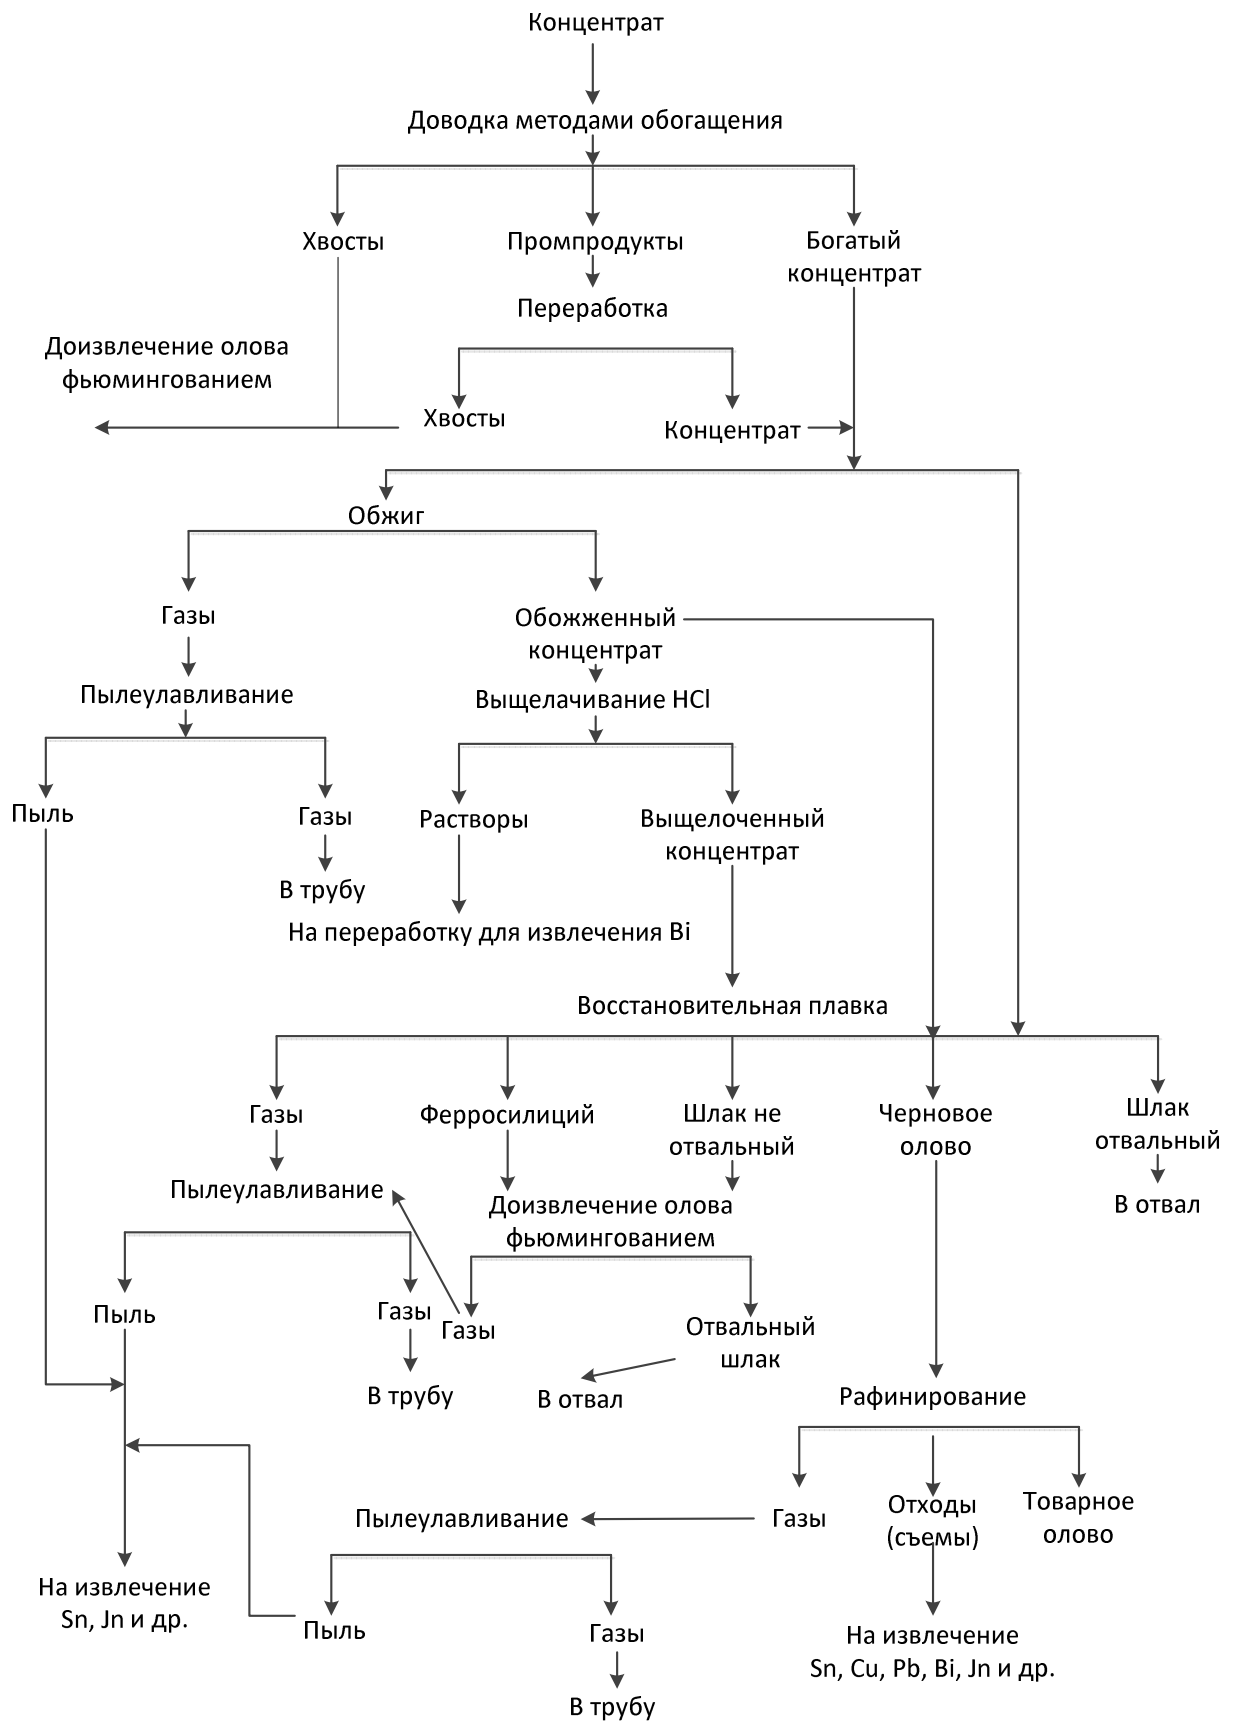 Концентрат
Доводка методами обогащения
Хвосты
Промпродукты
Богатый
концентрат
Переработка
Доизвлечение олова
фьюмингованием
Хвосты
Концентрат
Обжиг
Газы
Обожженный
концентрат
Пылеулавливание
Выщелачивание HCl
Пыль
Газы
Растворы
Выщелоченный
концентрат
В трубу
На переработку для извлечения Bi
Восстановительная плавка
Газы
Ферросилиций
Шлак не
отвальный
Черновое
олово
Шлак
отвальный
Пылеулавливание
Доизвлечение олова
фьюмингованием
В отвал
Пыль
Газы
Газы
Отвальный
шлак
В трубу
В отвал
Рафинирование
Пылеулавливание
Газы
Отходы
(съемы)
Товарное
олово
На извлечение
Sn, Jn и др.
Пыль
Газы
На извлечение
Sn, Cu, Pb, Bi, Jn и др.
В трубу